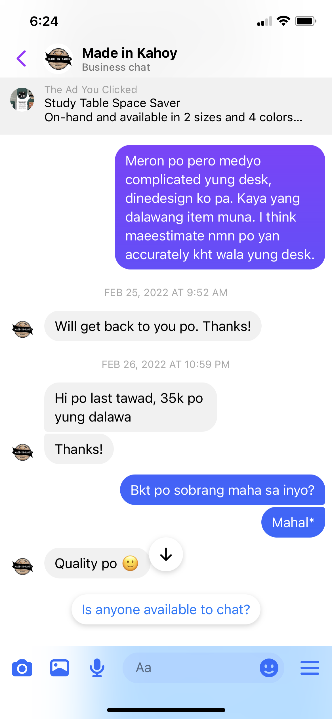 6:24
Made in Kahoy
Business chat
The Ad You Clicked
Study Table Space Saver
On-hand and available in 2 sizes and 4 colors...
Meron po pero medyo
complicated yung desk,
dinedesign ko pa. Kaya yang
dalawang item muna. I think
maeestimate nmn po yan
accurately kht wala yung desk.
FEB 25, 2022 AT 9:52 AM
Will get back to you po. Thanks!
FEB 26, 2022 AT 10:59 PM
Hi po last tawad, 35k po
yung dalawa
Thanks!
Bkt po sobrang maha sa inyo?
Mahal*
Quality po 🙂
Is anyone available to chat?
Aa